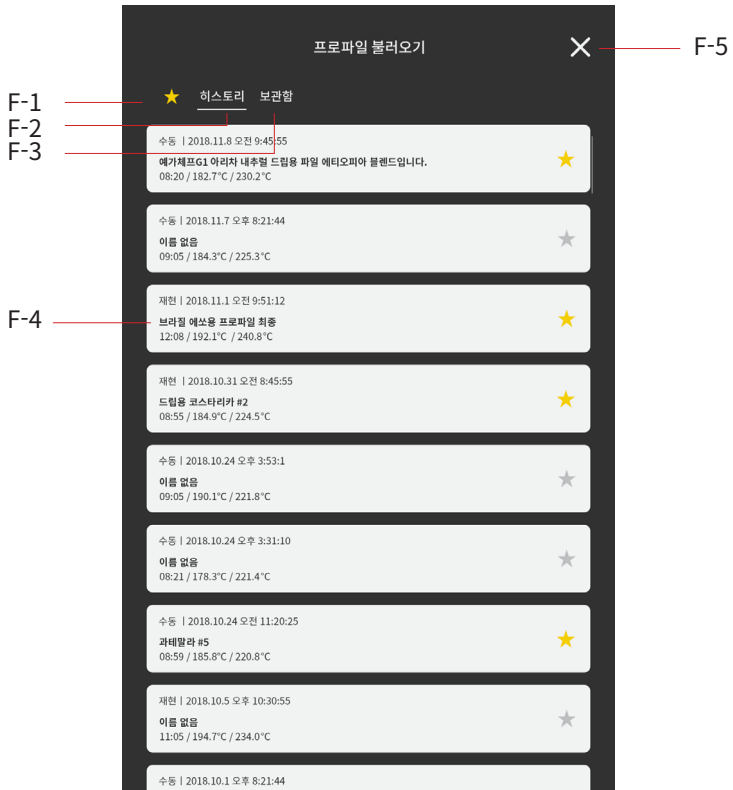 프로파일 불러오기
F-5
F-1
히스토리 보관함
F-2
F-3
수동 | 2018.11.8 오전 9:45:55
예가체프G1 아리차 내추럴 드립용 파일 에티오피아 블렌드입니다.
08:20 / 182.7℃ / 230.2℃
수동 | 2018.11.7 오후 8:21:44
이름 없음
09:05 / 184.3℃ / 225.3℃
F-4
재현 | 2018.11.1 오전 9:51:12
브라질 에쏘용 프로파일 최종
12:08 / 192.1℃ / 240.8℃
재현 | 2018.10.31 오전 8:45:55
드립용 코스타리카 #2
08:55 / 184.9℃ / 224.5℃
수동 | 2018.10.24 오후 3:53:1
이름 없음
09:05 / 190.1℃ / 221.8℃
수동 | 2018.10.24 오후 3:31:10
이름 없음
08:21 / 178.3℃ / 221.4℃
수동 | 2018.10.24 오전 11:20:25
과테말라 #5
08:59 / 185.8℃ / 220.8℃
재현 | 2018.10.5 오후 10:30:55
이름 없음
11:05 / 194.7℃ / 234.0℃
수동 | 2018.10.1 오후 8:21:44